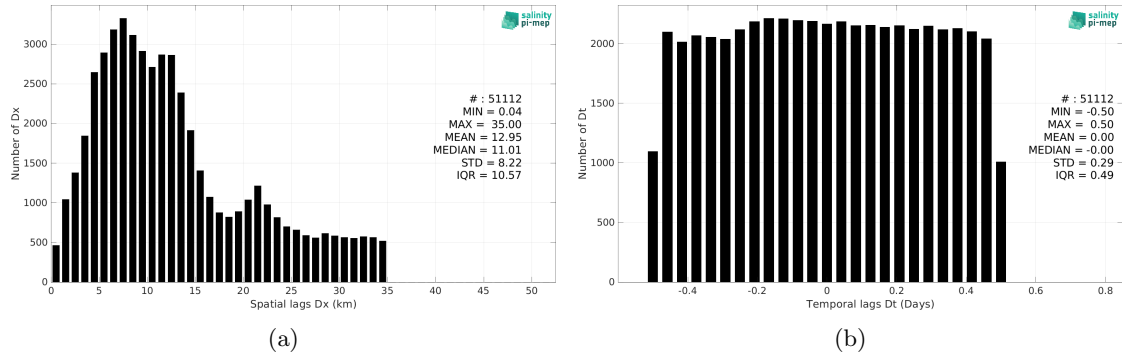 salinity
pi-mep
3000
2500
2000
1500
1000
500
0
Number of Dx
# : 51112
MIN = 0.04
MAX = 35.00
MEAN = 12.95
MEDIAN = 11.01
STD = 8.22
IQR = 10.57
0 5 10 15 20 25 30 35 40 45 50
Spatial lags Dx (km)
(a)
salinity
pi-mep
2000
1500
1000
500
0
Number of Dt
# : 51112
MIN = -0.50
MAX = 0.50
MEAN = 0.00
MEDIAN = -0.00
STD = 0.29
IQR = 0.49
-0.4 -0.2 0 0.2 0.4 0.6 0.8
Temporal lags Dt (Days)
(b)